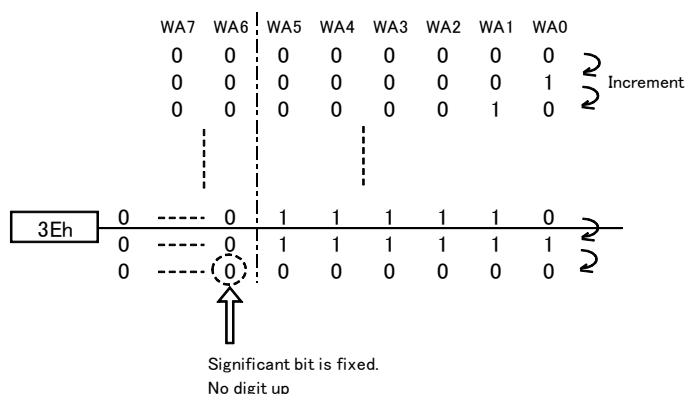 WA7 WA6 WA5 WA4 WA3 WA2 WA1 WA0
0 0 0 0 0 0 0 0
0 0 0 0 0 0 0 1 Increment
0 0 0 0 0 0 1 0
3Eh 0 0 1 1 1 1 1 0
0 0 1 1 1 1 1 1
0 0 0 0 0 0 0 0
Significant bit is fixed.
No digit up